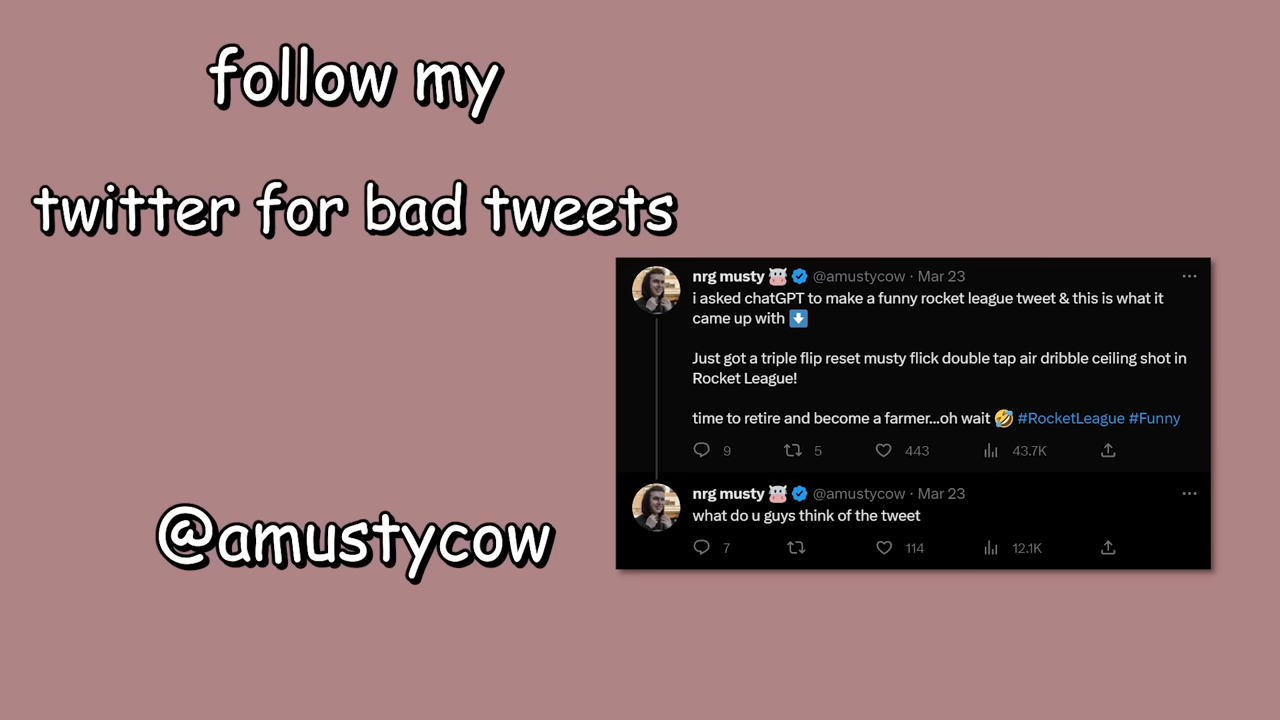 follow my
twitter for bad tweets
@amustycow
nrg musty 🐮 @amustycow · Mar 23
i asked chatGPT to make a funny rocket league tweet & this is what it
came up with ⬇️
Just got a triple flip reset musty flick double tap air dribble ceiling shot in
Rocket League!
time to retire and become a farmer...oh wait 🤣 #RocketLeague #Funny
9 5 443 43.7K
nrg musty 🐮 @amustycow · Mar 23
what do u guys think of the tweet
7 114 12.1K